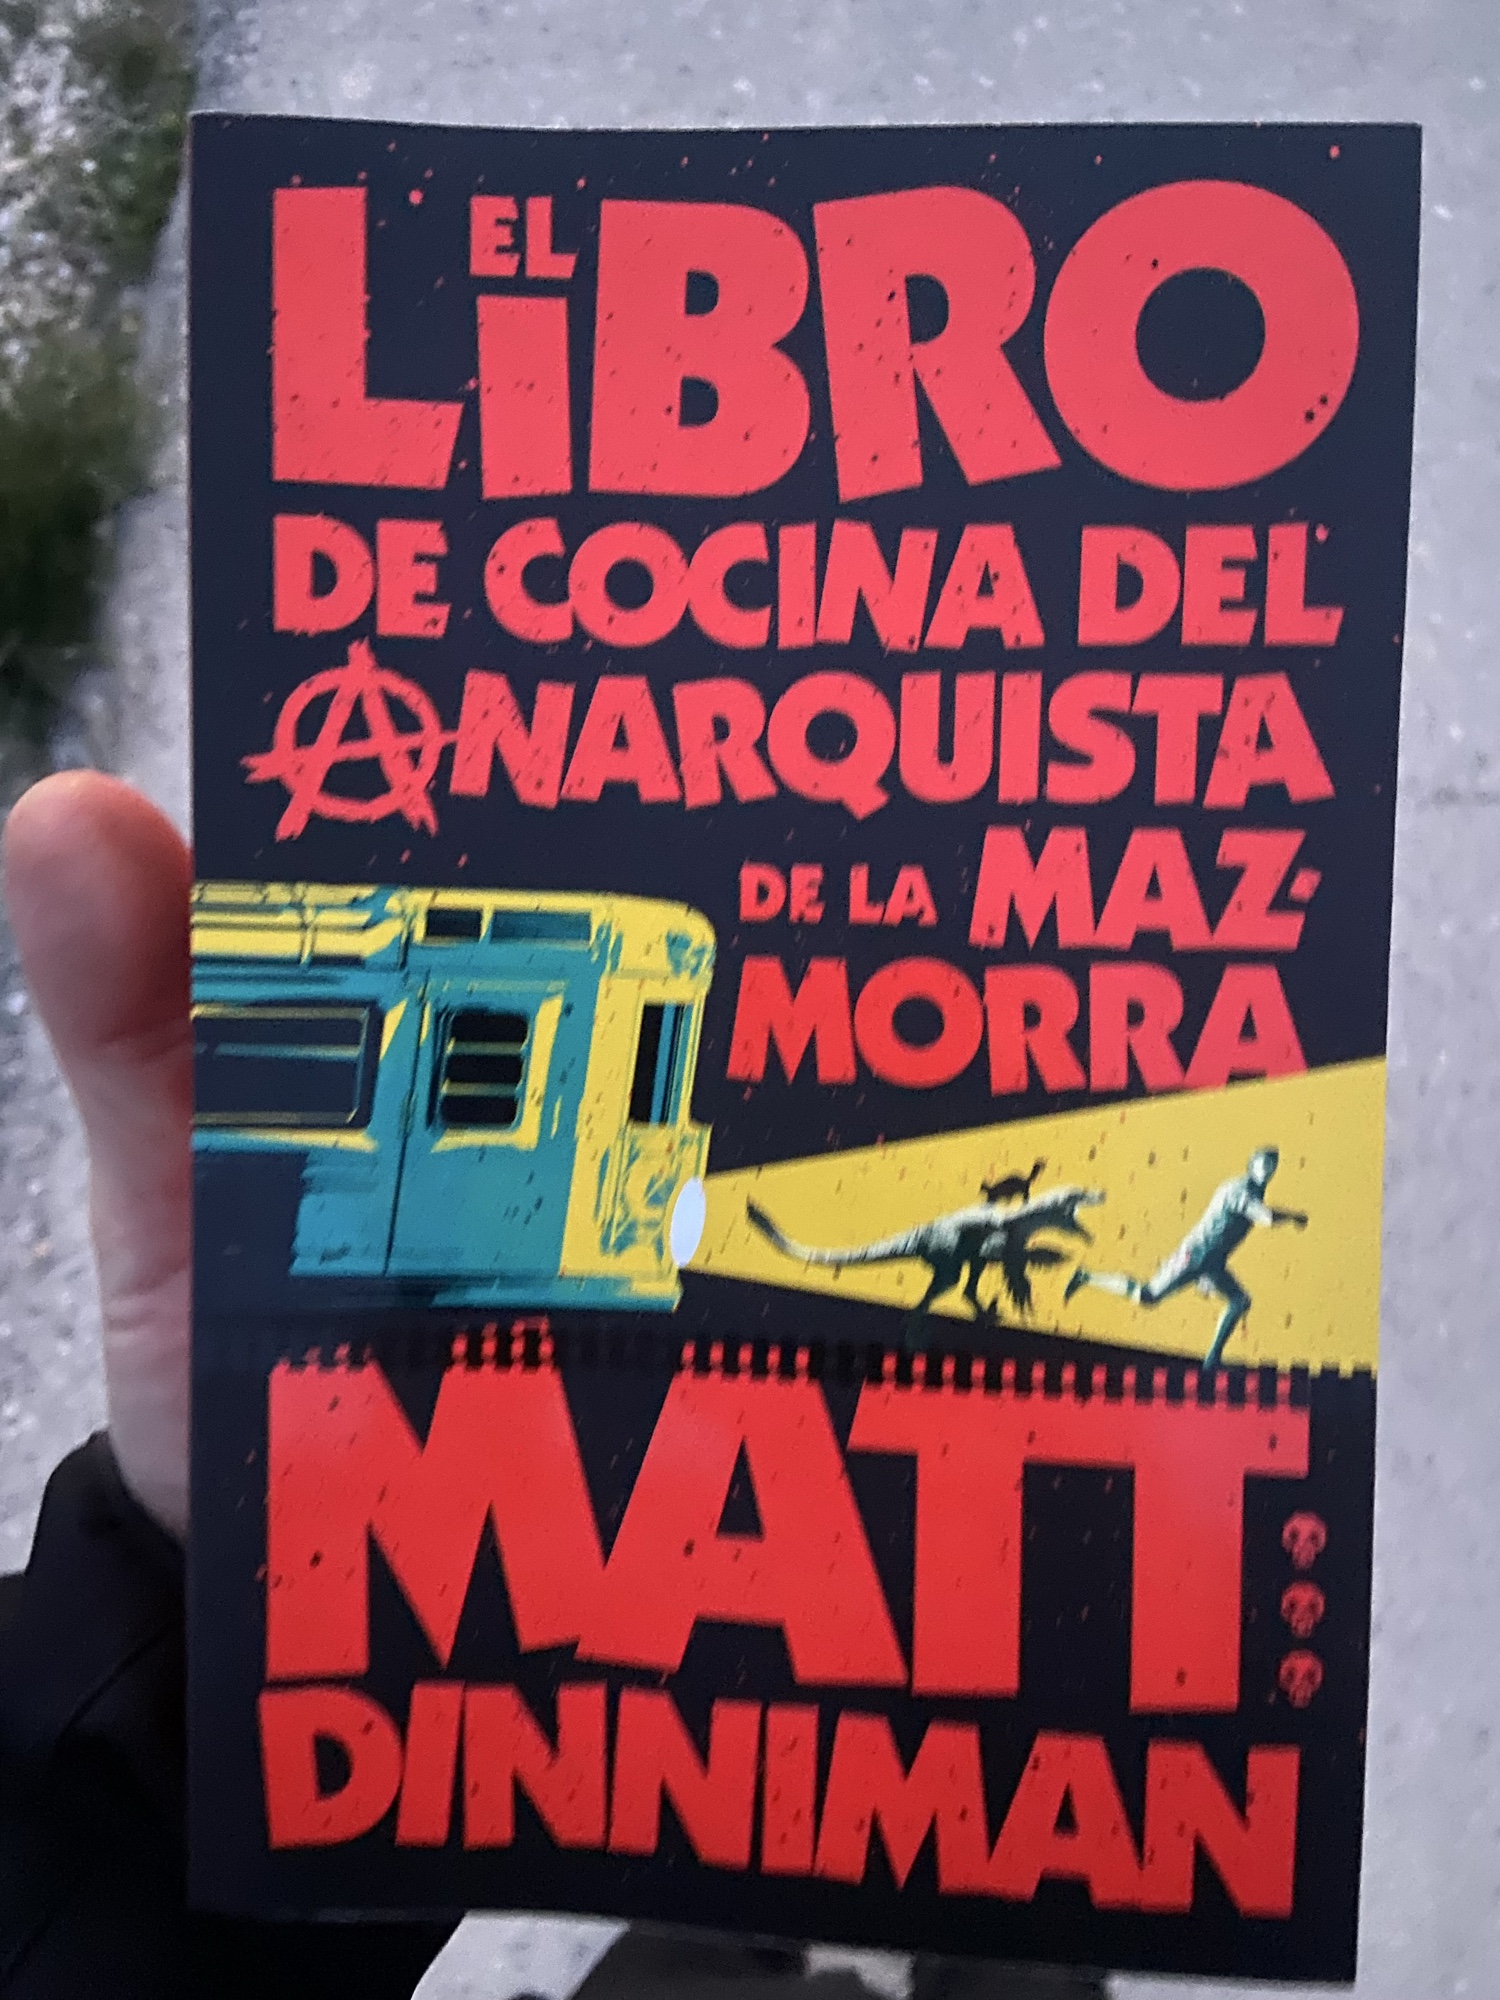 EL
LiBRO
DE COCINA DEL
ANARQUISTA
DE LA MAZ-
MORRA
MATT
DINNIMAN